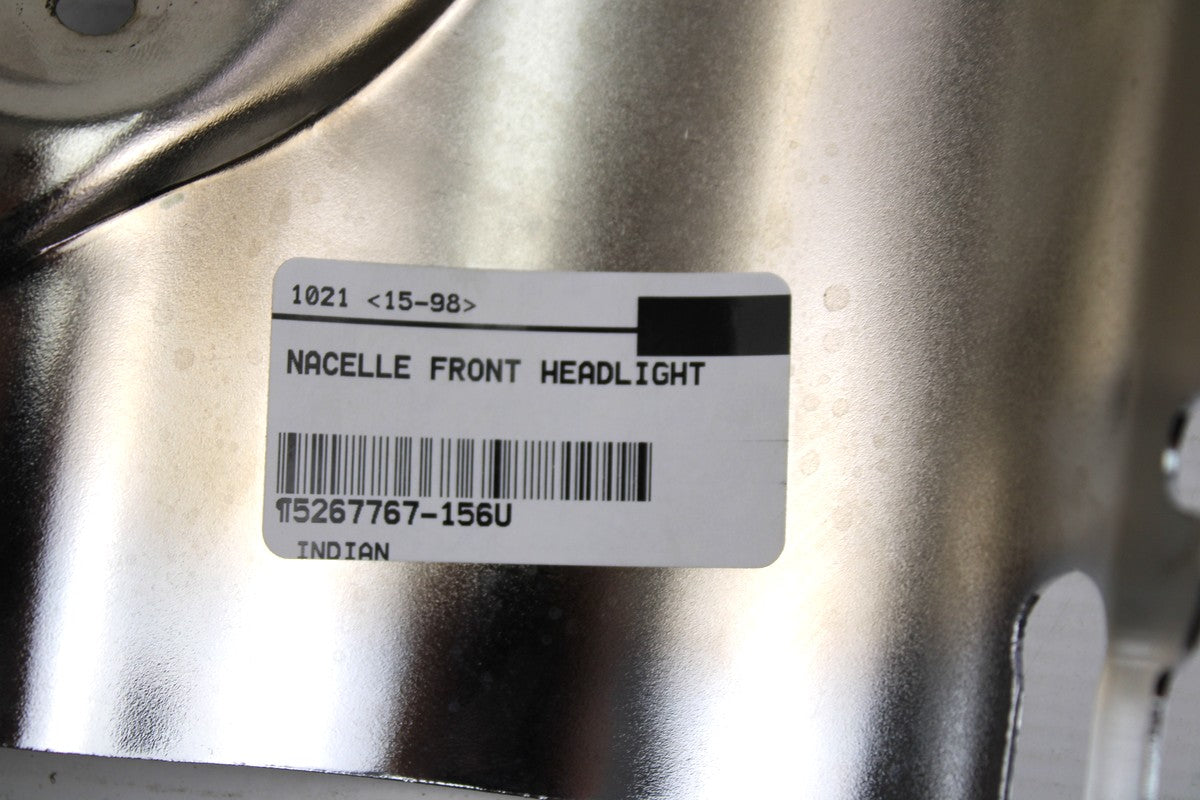 1021 <15-98>
NACELLE FRONT HEADLIGHT
¶5267767-156U
INDIAN